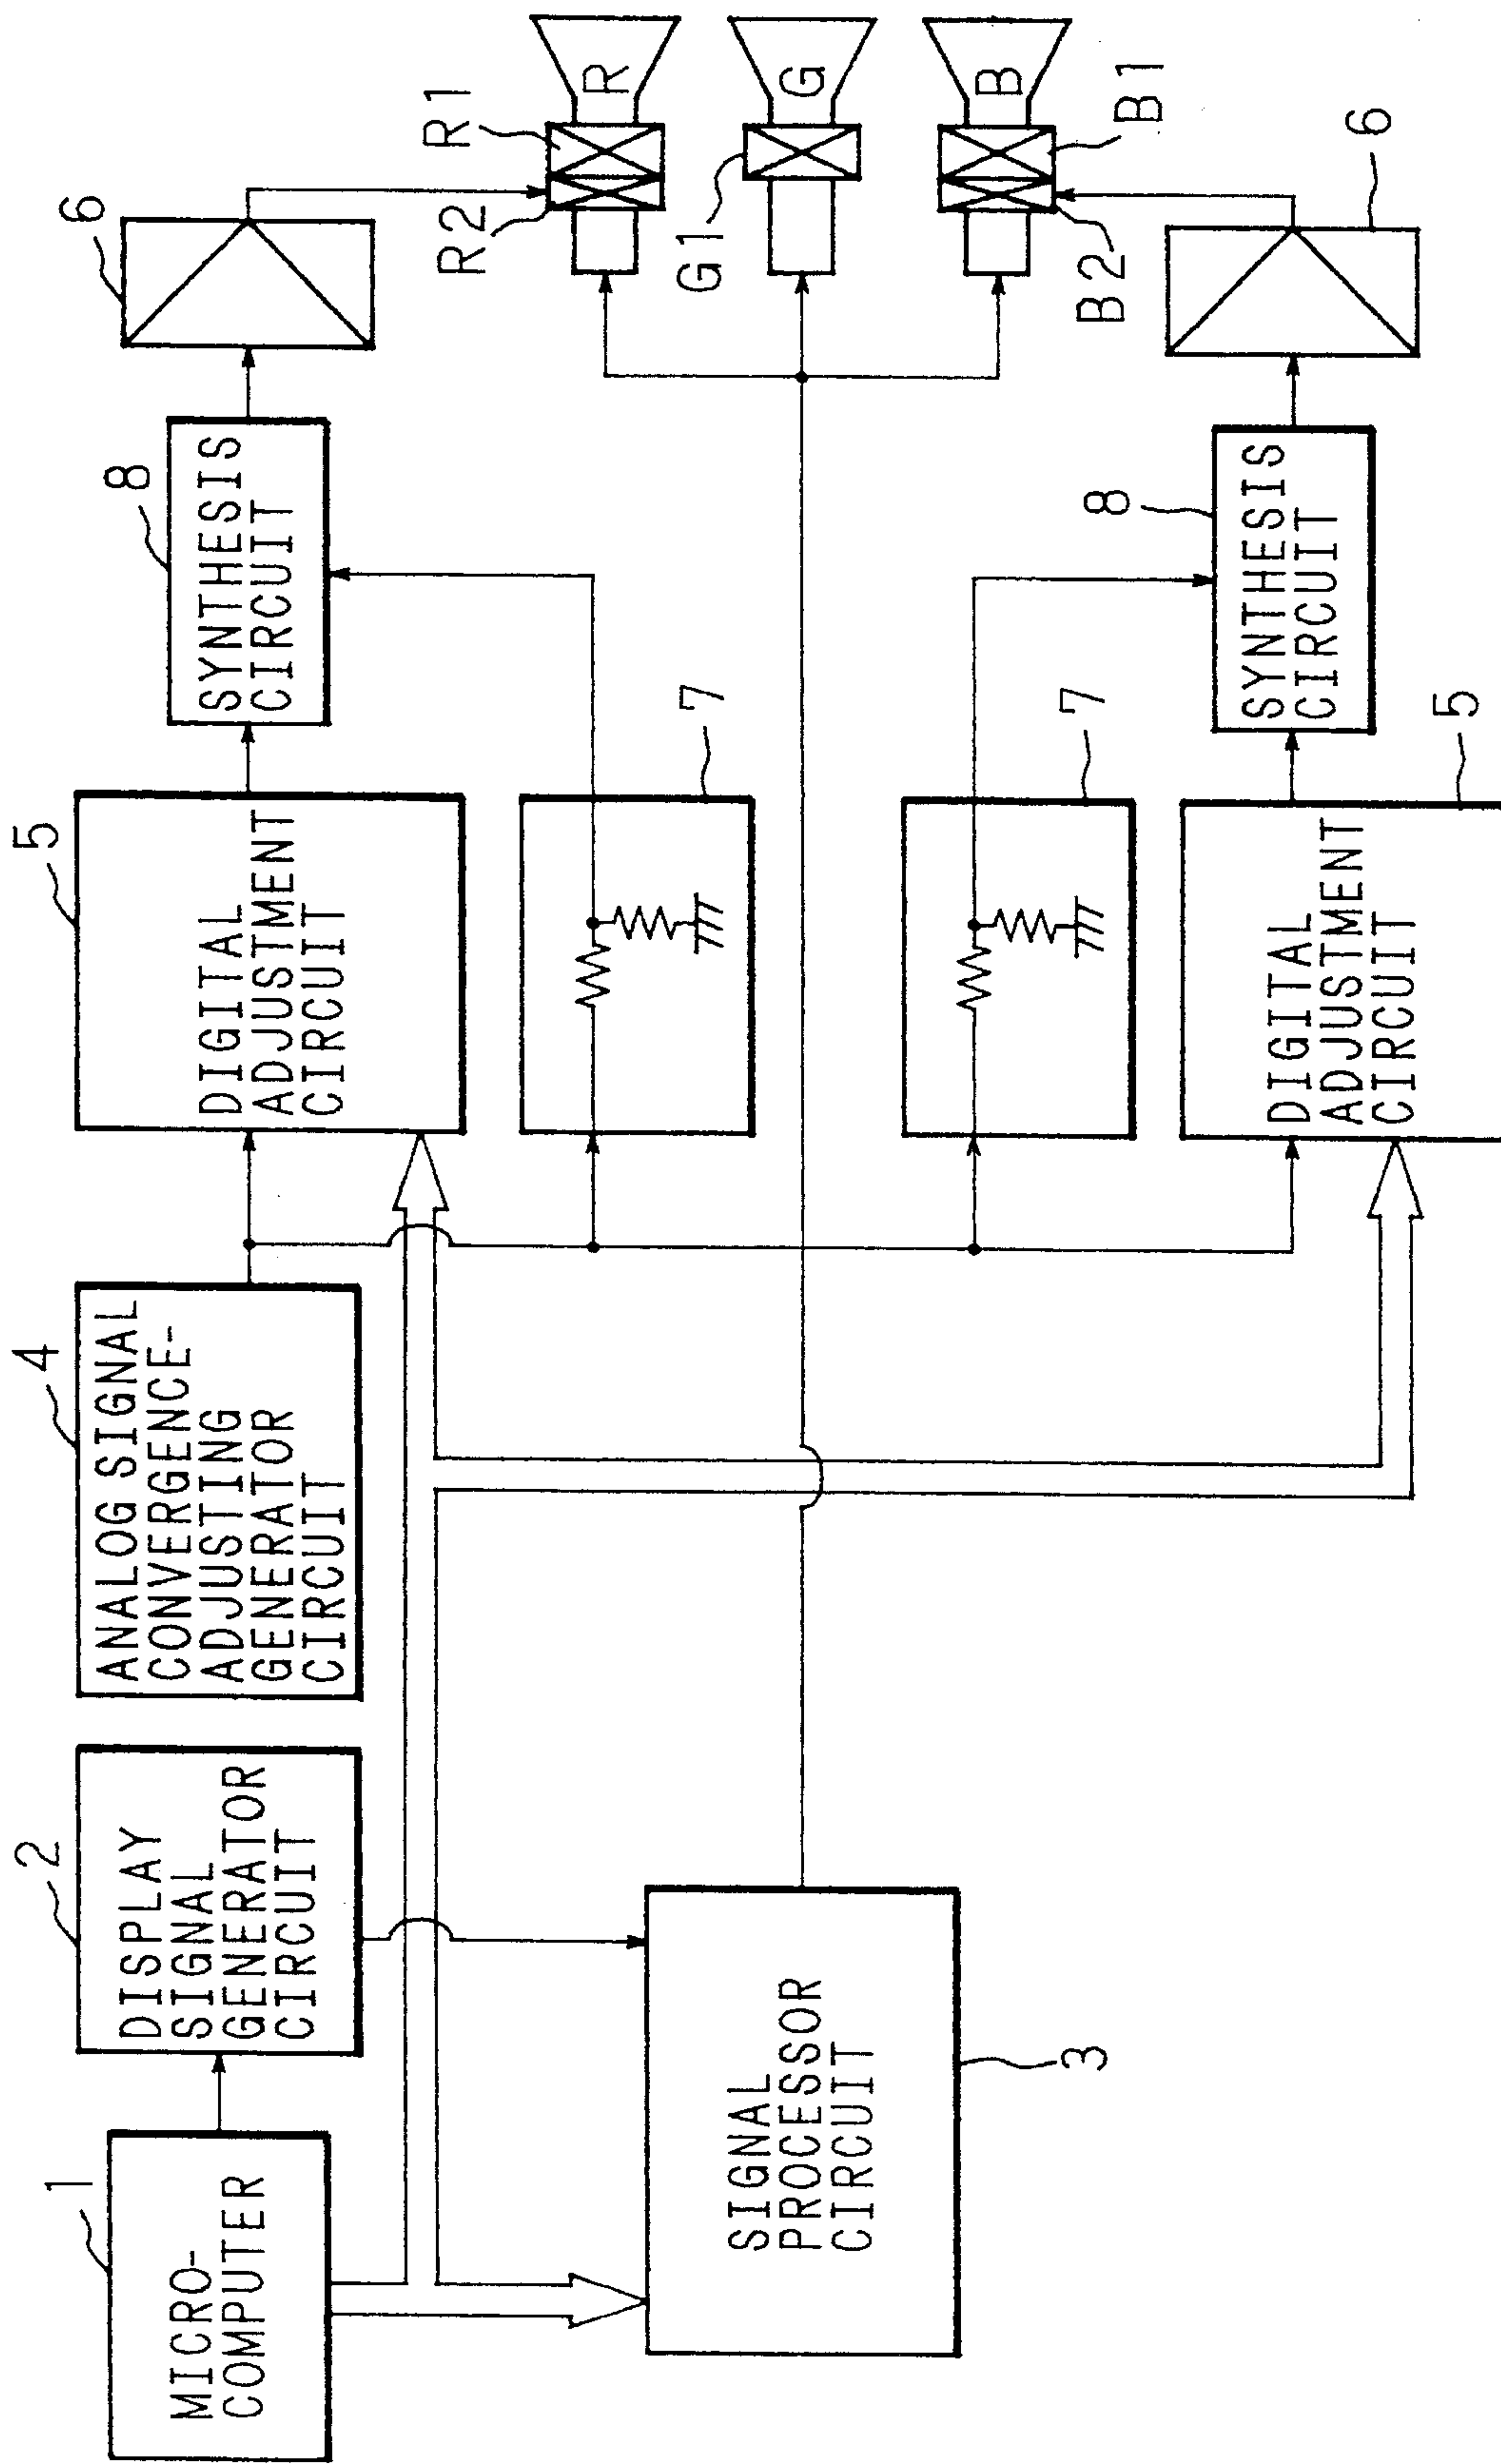 1
MICRO-
COMPUTER
2
DISPLAY
SIGNAL
GENERATOR
CIRCUIT
4
ANALOG SIGNAL
CONVERGENCE-
ADJUSTING
GENERATOR
CIRCUIT
5
DIGITAL
ADJUSTMENT
CIRCUIT
8
SYNTHESIS
CIRCUIT
6
R1
R2
R
G1
G
B
B1
B2
6
7
7
8
SYNTHESIS
CIRCUIT
5
DIGITAL
ADJUSTMENT
CIRCUIT
SIGNAL
PROCESSOR
CIRCUIT
3